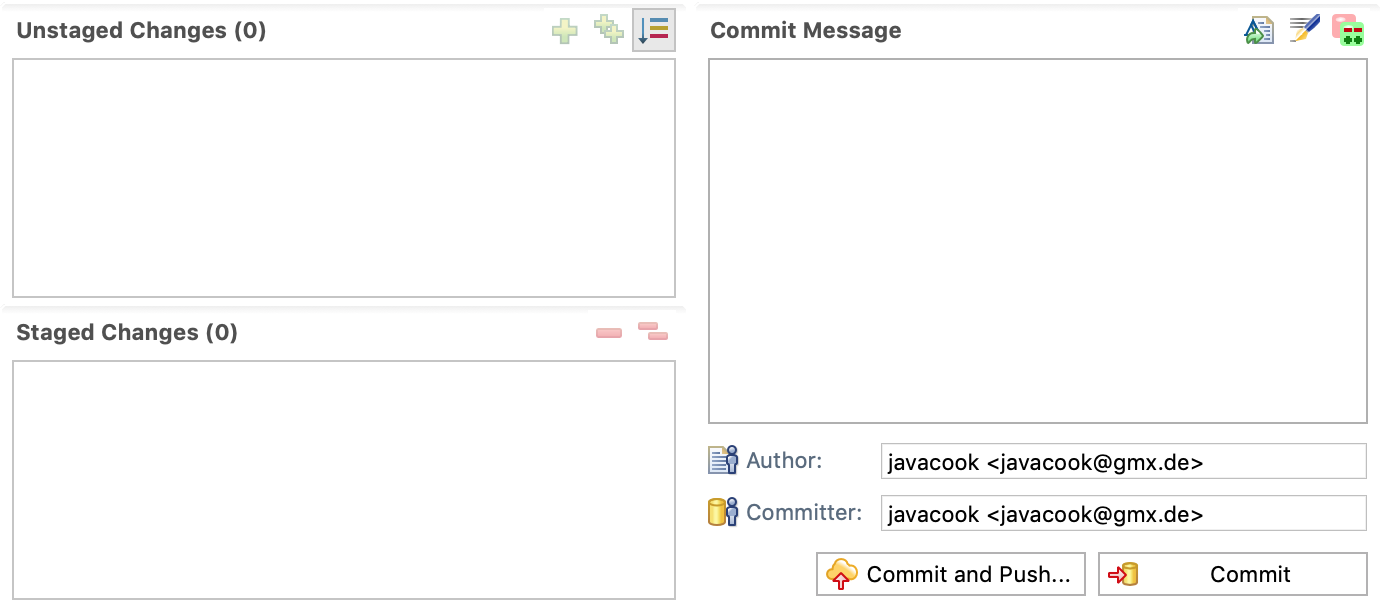 Unstaged Changes (0)
Staged Changes (0)
Commit Message
Author: javacook <javacook@gmx.de>
Committer: javacook <javacook@gmx.de>
Commit and Push... Commit